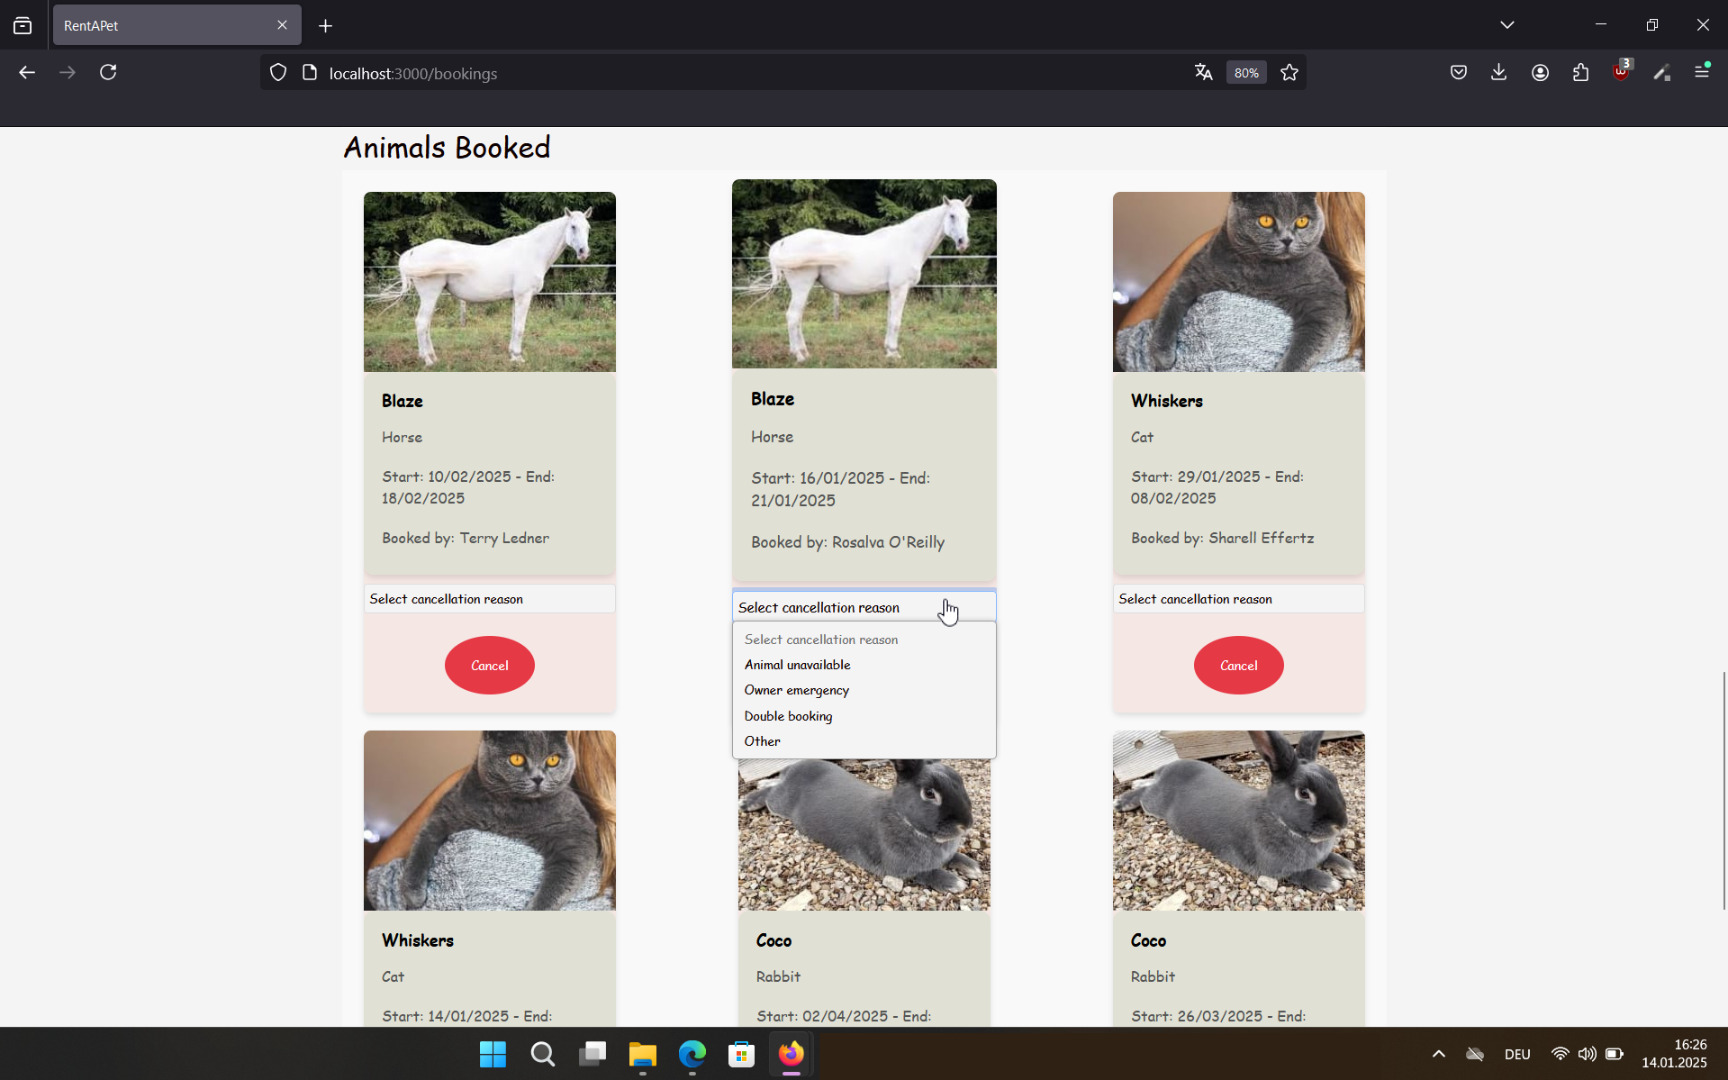 RentAPet
localhost:3000/bookings
80%
3
Animals Booked
Blaze
Horse
Start: 10/02/2025 - End:
18/02/2025
Booked by: Terry Ledner
Select cancellation reason
Cancel
Blaze
Horse
Start: 16/01/2025 - End:
21/01/2025
Booked by: Rosalva O'Reilly
Select cancellation reason
Select cancellation reason
Animal unavailable
Owner emergency
Double booking
Other
Whiskers
Cat
Start: 29/01/2025 - End:
08/02/2025
Booked by: Sharell Effertz
Select cancellation reason
Cancel
Whiskers
Cat
Start: 14/01/2025 - End:
Coco
Rabbit
Start: 02/04/2025 - End:
Coco
Rabbit
Start: 26/03/2025 - End:
DEU
16:26
14.01.2025